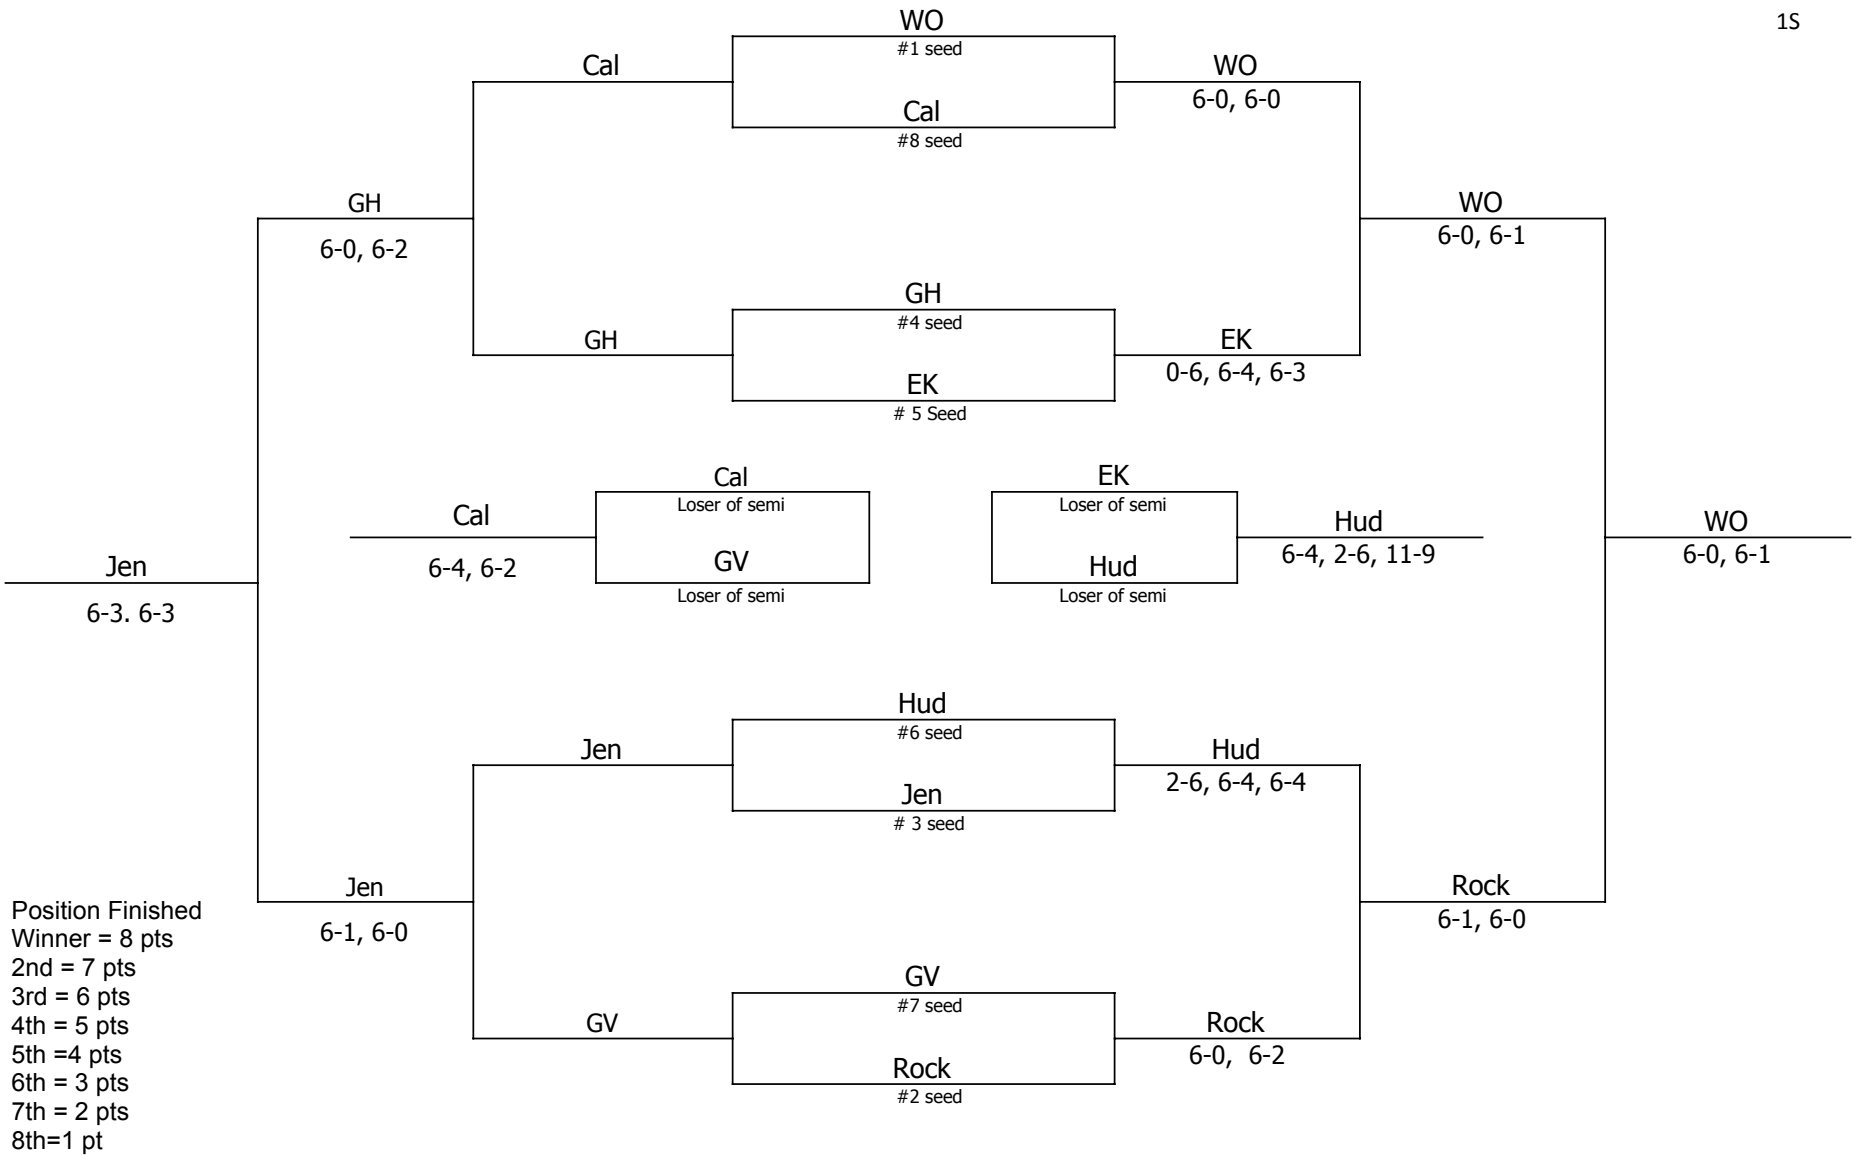 1S
WO
#1 seed
Cal
WO
6-0, 6-0
Cal
#8 seed
GH
6-0, 6-2
WO
6-0, 6-1
GH
#4 seed
GH
EK
0-6, 6-4, 6-3
EK
# 5 Seed
Cal
Loser of semi
EK
Loser of semi
Cal
6-4, 6-2
Hud
6-4, 2-6, 11-9
WO
6-0, 6-1
GV
Loser of semi
Hud
Loser of semi
Jen
6-3. 6-3
Hud
#6 seed
Jen
Hud
2-6, 6-4, 6-4
Jen
# 3 seed
Jen
6-1, 6-0
Rock
6-1, 6-0
GV
#7 seed
GV
Rock
6-0,  6-2
Rock
#2 seed
Position Finished
Winner = 8 pts
2nd = 7 pts
3rd = 6 pts
4th = 5 pts
5th =4 pts
6th = 3 pts
7th = 2 pts
8th=1 pt